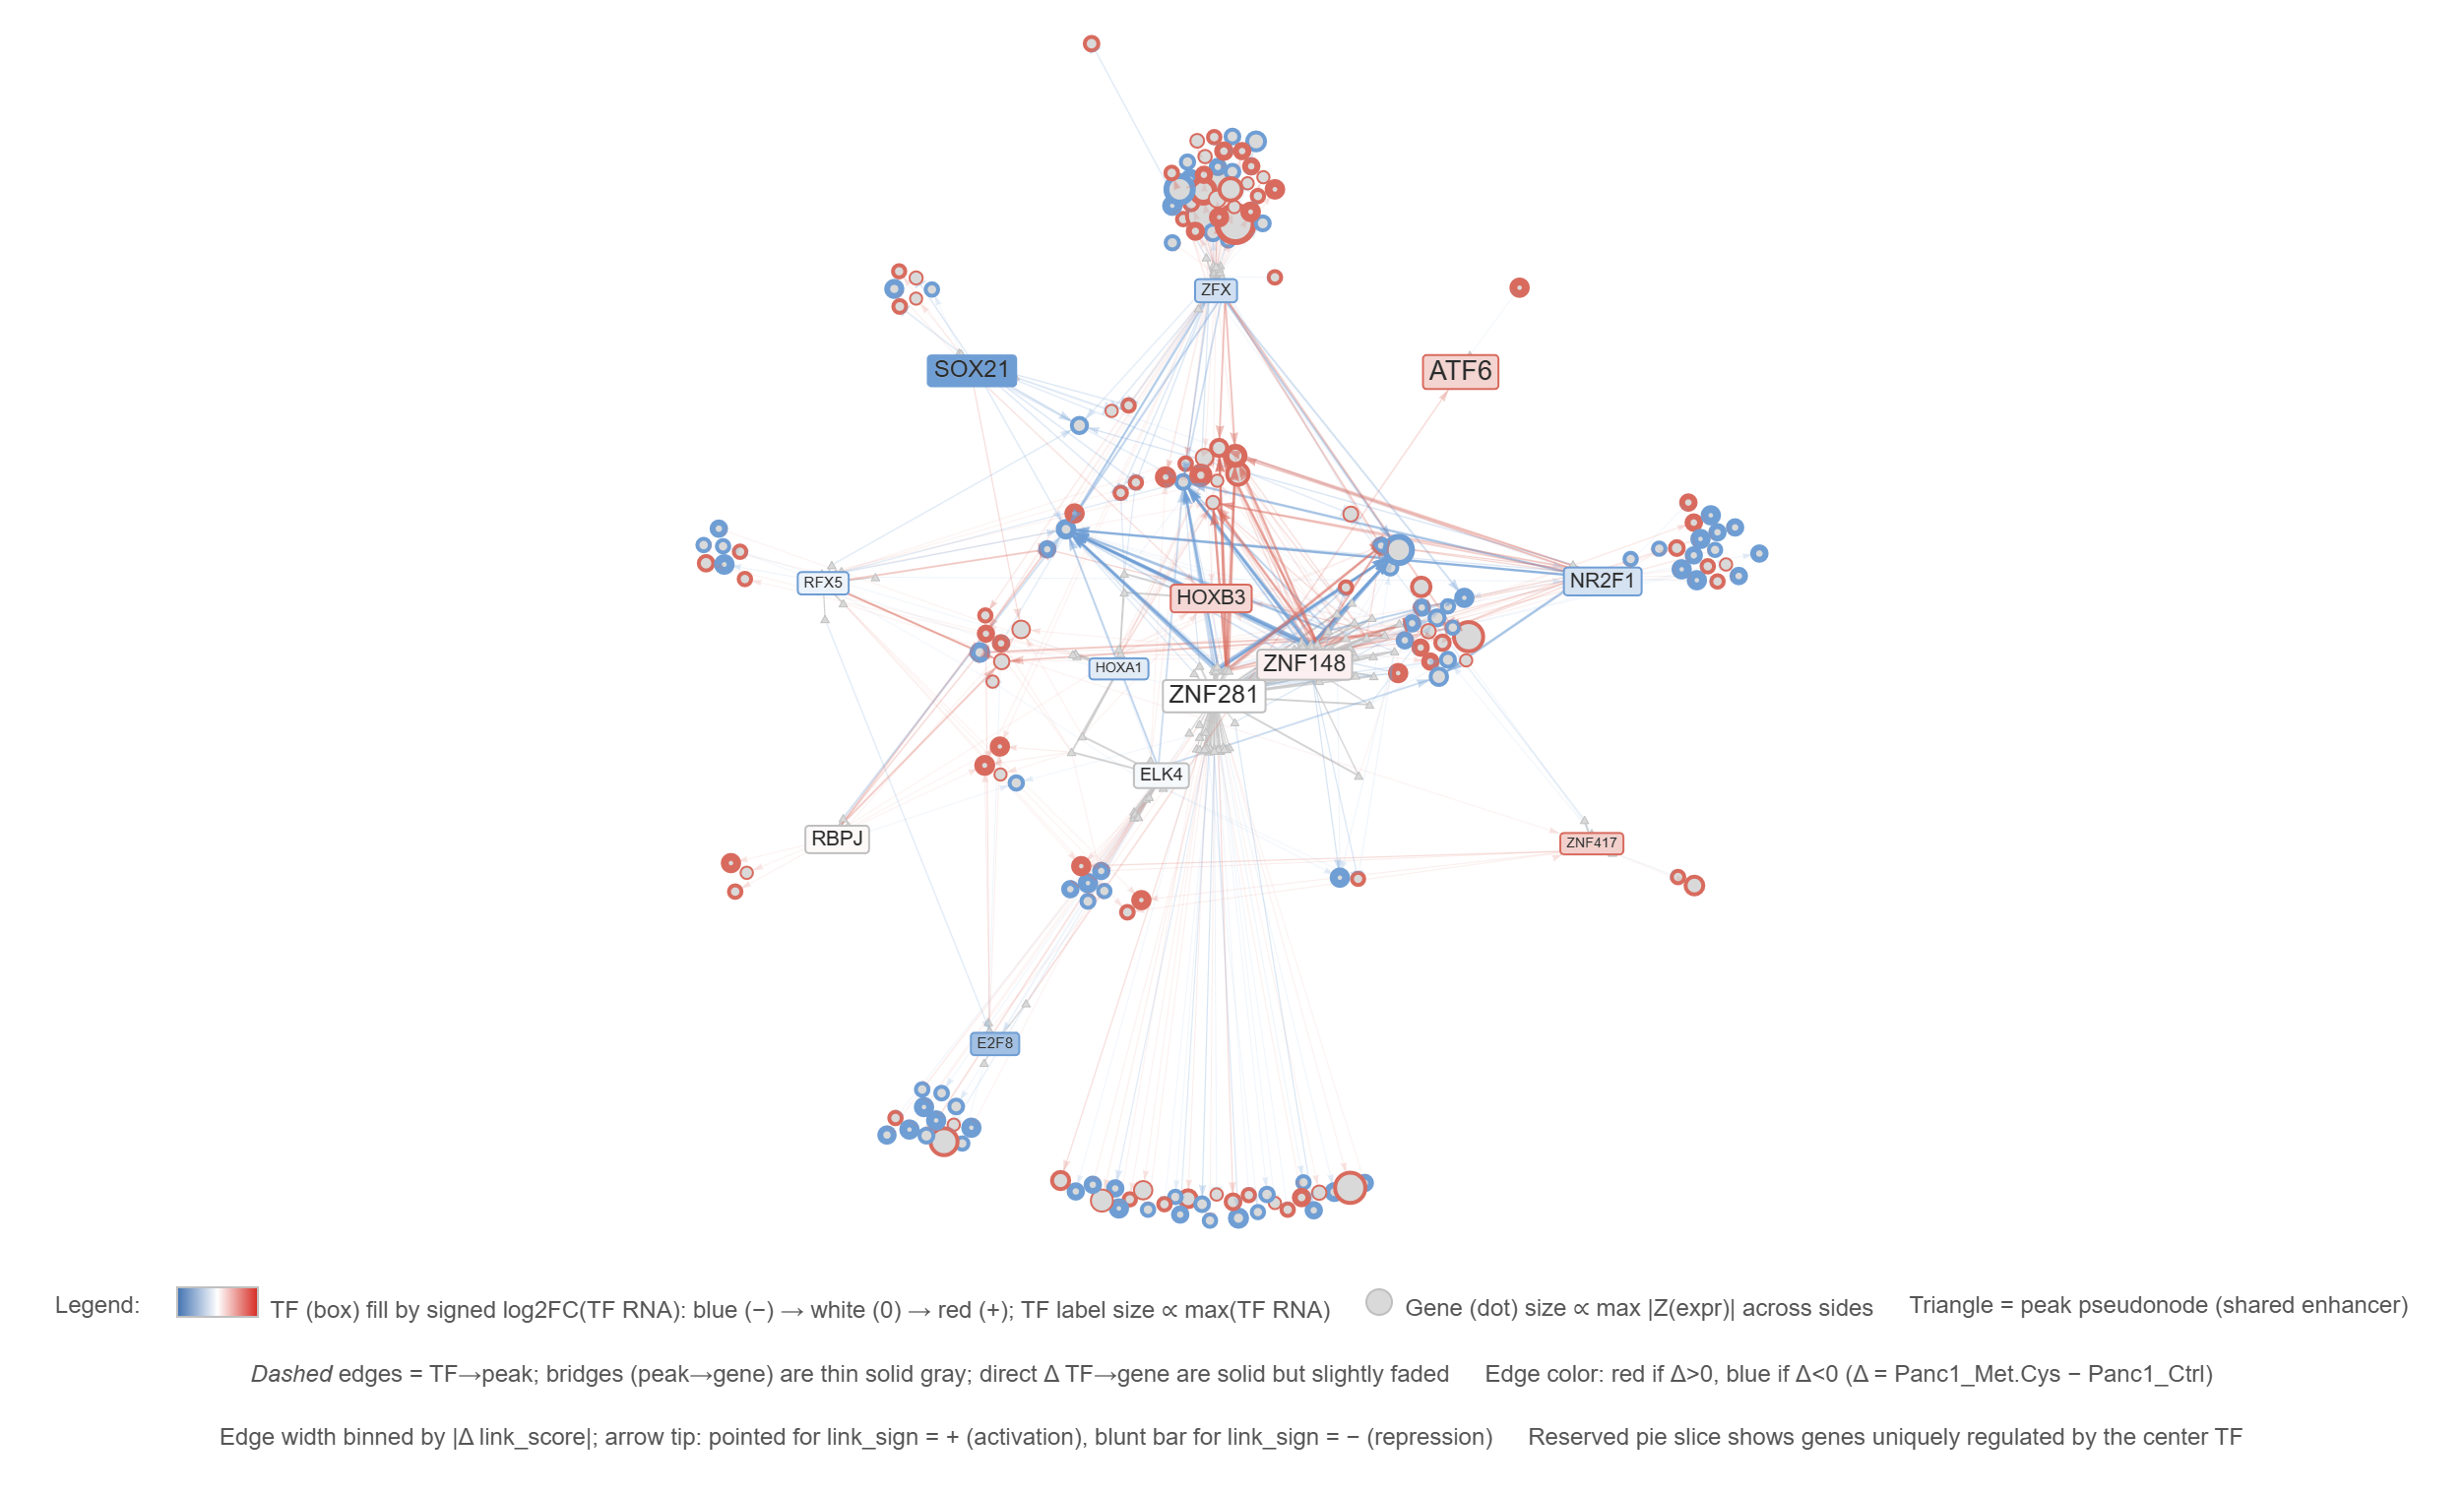 ZFX
SOX21
ATF6
RFX5
NR2F1
HOXB3
HOXA1
ZNF148
ZNF281
ELK4
RBPJ
ZNF417
E2F8
Legend: TF (box) fill by signed log2FC(TF RNA): blue (−) → white (0) → red (+); TF label size ∝ max(TF RNA) Gene (dot) size ∝ max |Z(expr)| across sides Triangle = peak pseudonode (shared enhancer)
Dashed edges = TF→peak; bridges (peak→gene) are thin solid gray; direct Δ TF→gene are solid but slightly faded Edge color: red if Δ>0, blue if Δ<0 (Δ = Panc1_Met.Cys − Panc1_Ctrl)
Edge width binned by |Δ link_score|; arrow tip: pointed for link_sign = + (activation), blunt bar for link_sign = − (repression) Reserved pie slice shows genes uniquely regulated by the center TF